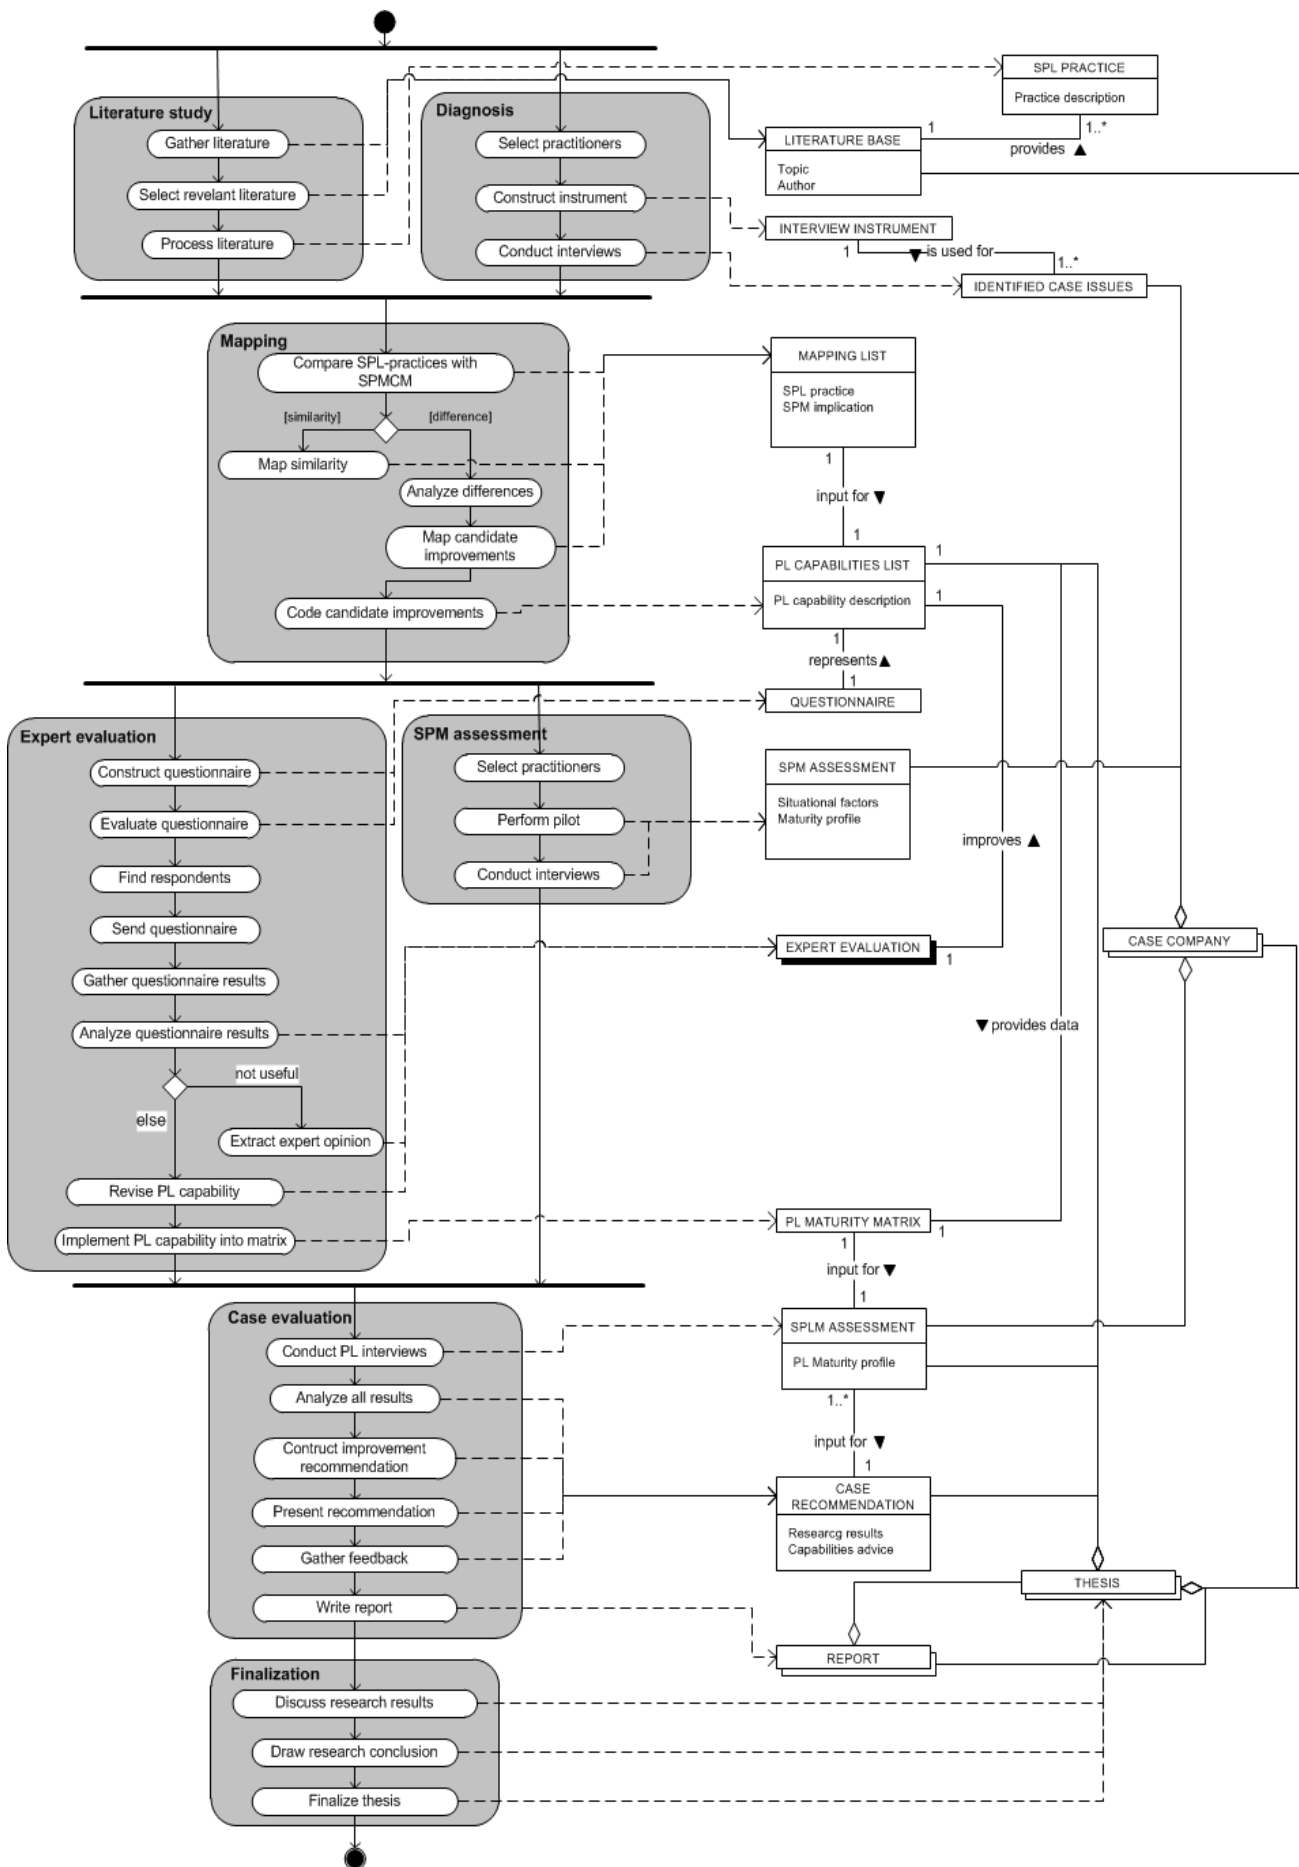 SPL PRACTICE
Practice description
Literature study
Diagnosis
Gather literature
Select practitioners
LITERATURE BASE
1
1..*
provides ▲
Topic
Author
Select revelant literature
Construct instrument
INTERVIEW INSTRUMENT
Process literature
Conduct interviews
1
▼ is used for
1..*
IDENTIFIED CASE ISSUES
Mapping
Compare SPL-practices with
SPMCM
MAPPING LIST
SPL practice
SPM implication
[similarity]
[difference]
Map similarity
1
Analyze differences
input for ▼
Map candidate
improvements
1
1
PL CAPABILITIES LIST
Code candidate improvements
PL capability description
1
1
represents ▲
1
QUESTIONNAIRE
Expert evaluation
SPM assessment
Construct questionnaire
Select practitioners
SPM ASSESSMENT
Situational factors
Maturity profile
Evaluate questionnaire
Perform pilot
improves ▲
Find respondents
Conduct interviews
Send questionnaire
EXPERT EVALUATION
1
CASE COMPANY
Gather questionnaire results
Analyze questionnaire results
▼ provides data
not useful
else
Extract expert opinion
Revise PL capability
Implement PL capability into matrix
PL MATURITY MATRIX
1
1
input for ▼
1
Case evaluation
SPLM ASSESSMENT
Conduct PL interviews
PL Maturity profile
Analyze all results
1..*
Contruct improvement
recommendation
input for ▼
1
CASE
RECOMMENDATION
Present recommendation
Researcg results
Capabilities advice
Gather feedback
THESIS
Write report
REPORT
Finalization
Discuss research results
Draw research conclusion
Finalize thesis